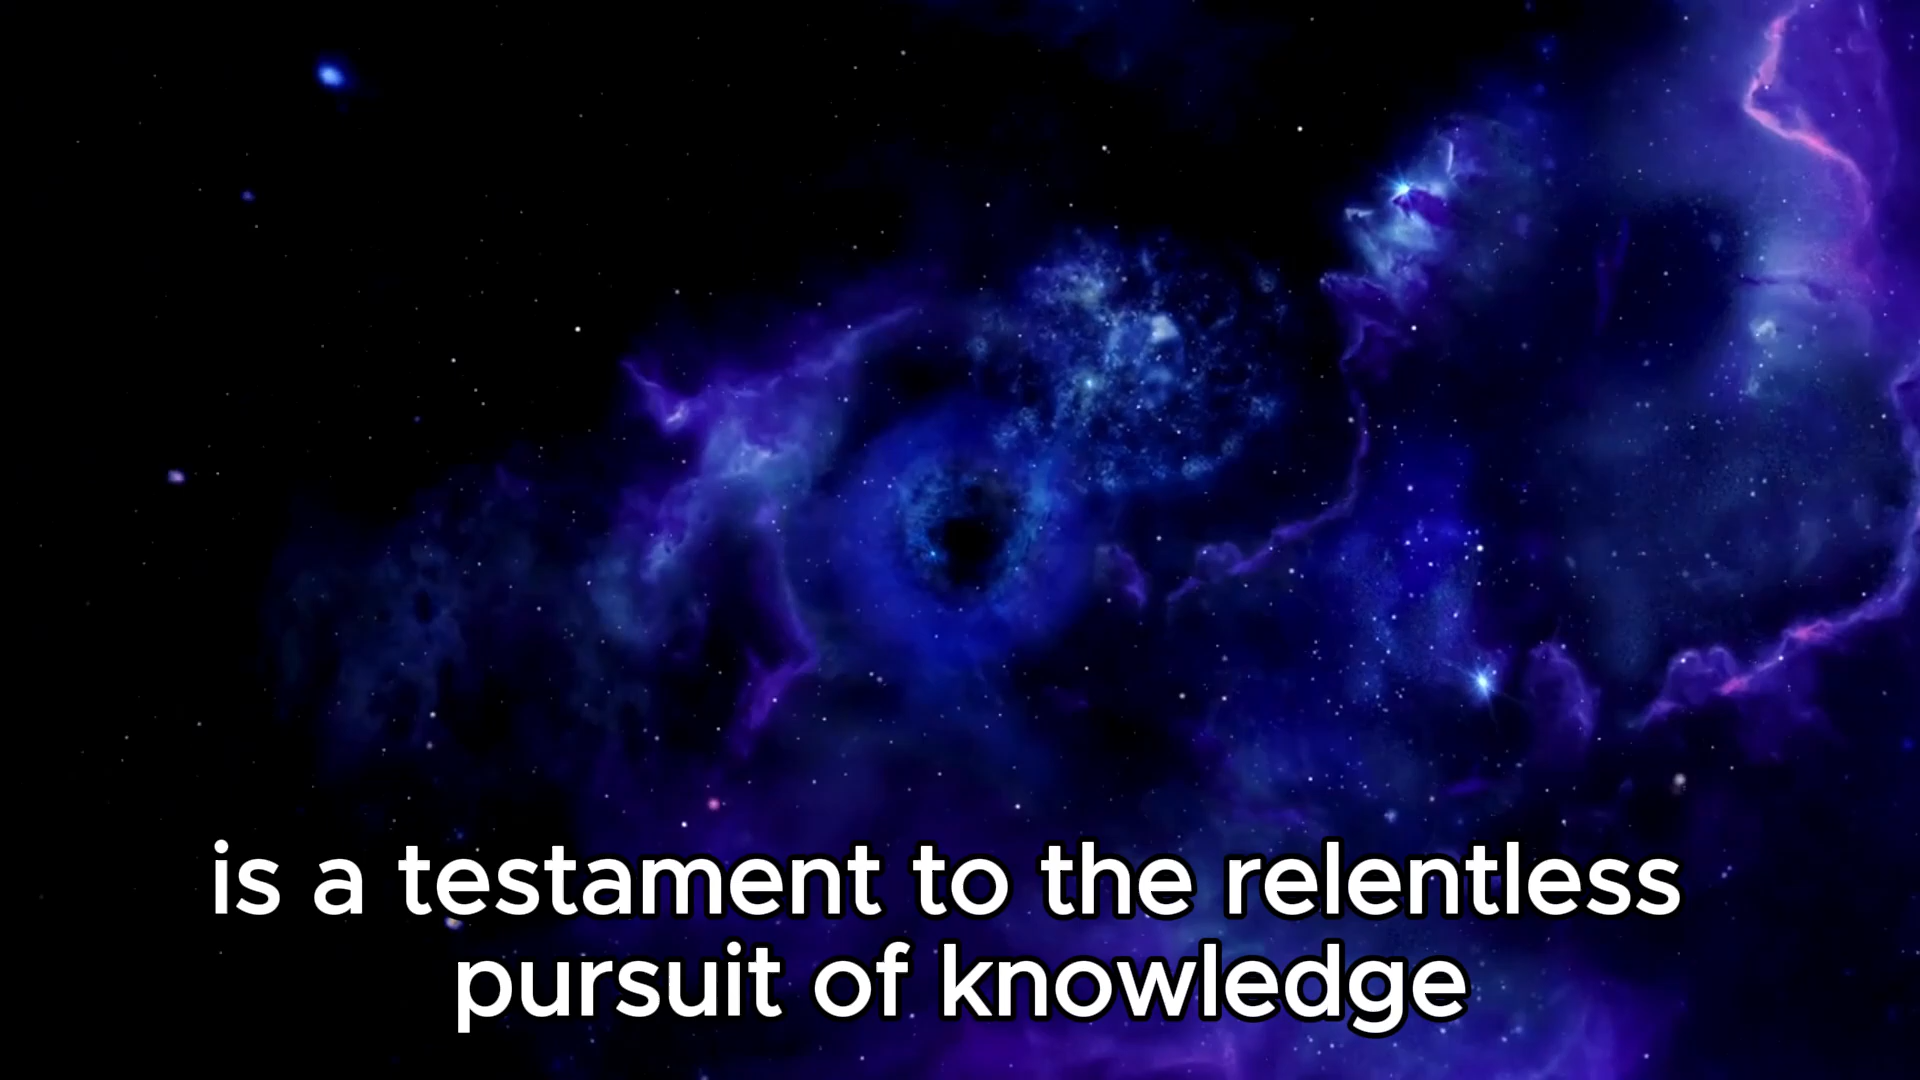 is a testament to the relentless
pursuit of knowledge